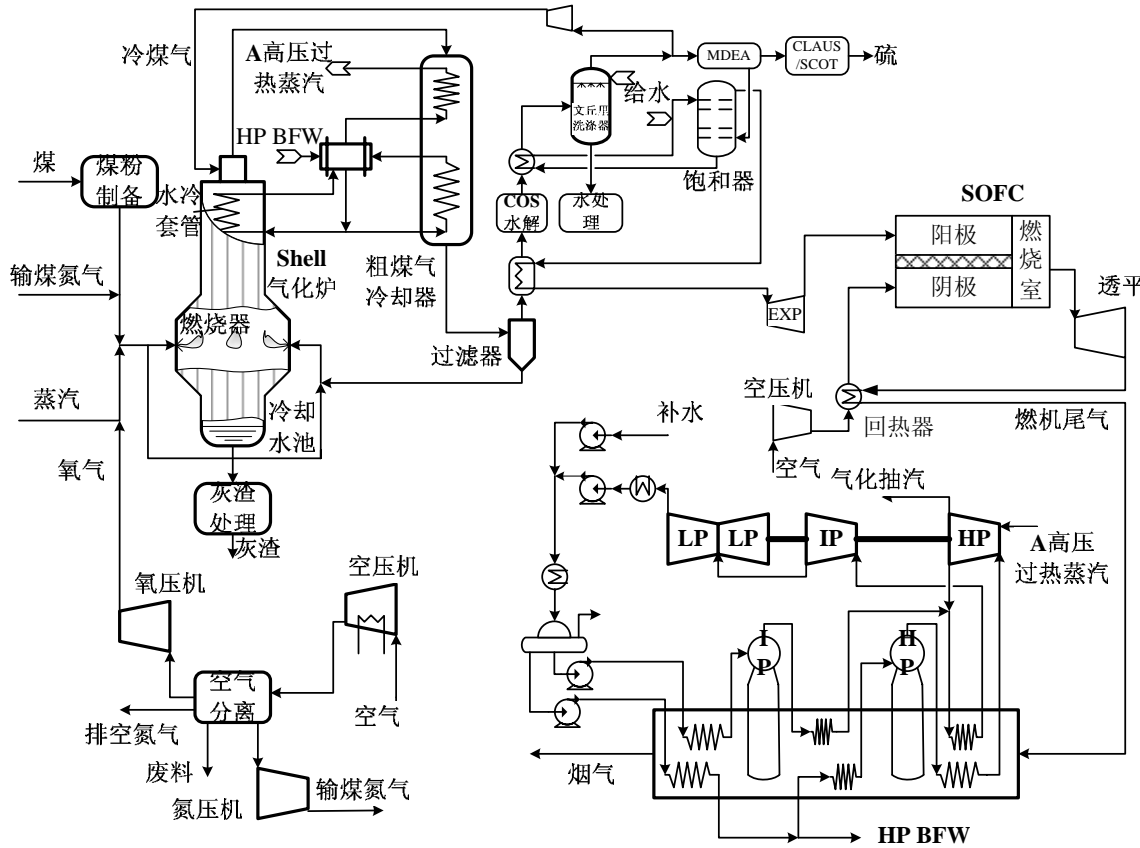 冷煤气
A高压过
热蒸汽
MDEA
CLAUS
/SCOT
硫
给水
文丘里
洗涤器
HP BFW
煤
煤粉
制备
水冷
套管
饱和器
COS
水解
水处
理
SOFC
阳极
阴极
燃
烧
室
Shell
气化炉
粗煤气
冷却器
输煤氮气
透平
EXP
燃烧器
过滤器
空压机
蒸汽
冷却
水池
补水
回热器
燃机尾气
氧气
空气
气化抽汽
灰渣
处理
灰渣
LP
LP
IP
HP
A高压
过热蒸汽
氧压机
空压机
I
P
H
P
空气
分离
空气
排空氮气
废料
烟气
氮压机
输煤氮气
HP BFW